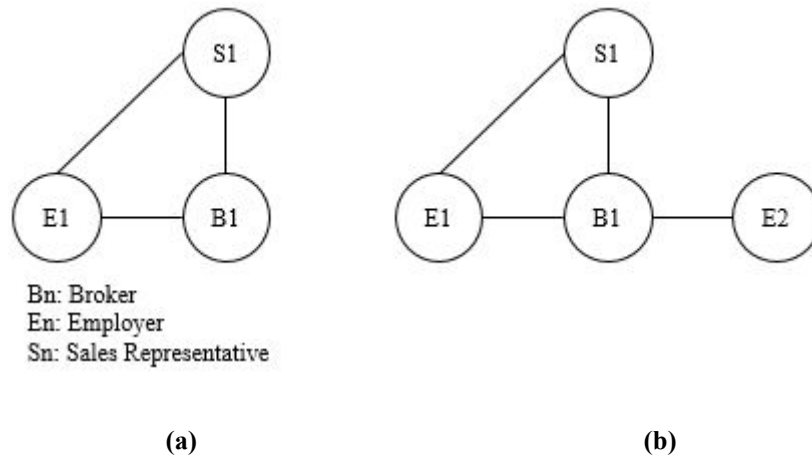 S1
E1
B1
Bn: Broker
En: Employer
Sn: Sales Representative
(a)
S1
E1
B1
E2
(b)